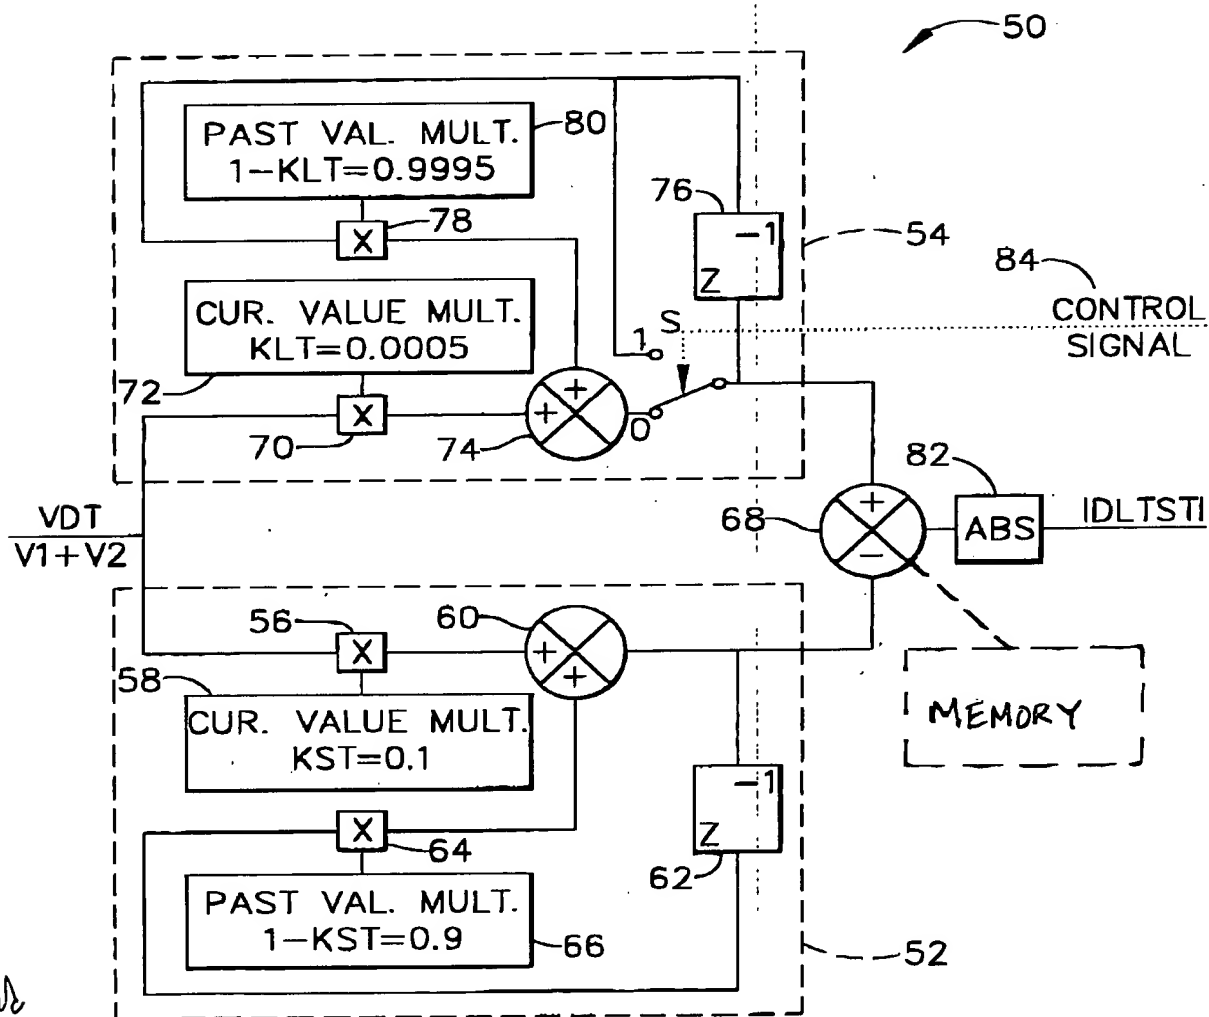 50
PAST VAL. MULT.
1-KLT=0.9995
80
78
X
76
-1
Z
54
84
CONTROL
SIGNAL
CUR. VALUE MULT.
KLT=0.0005
72
S
1
0
X
70
+
+
74
VDT
V1+V2
68
+
-
82
ABS
|DLTST|
56
X
60
+
+
58
CUR. VALUE MULT.
KST=0.1
MEMORY
X
64
-1
Z
62
PAST VAL. MULT.
1-KST=0.9
66
52